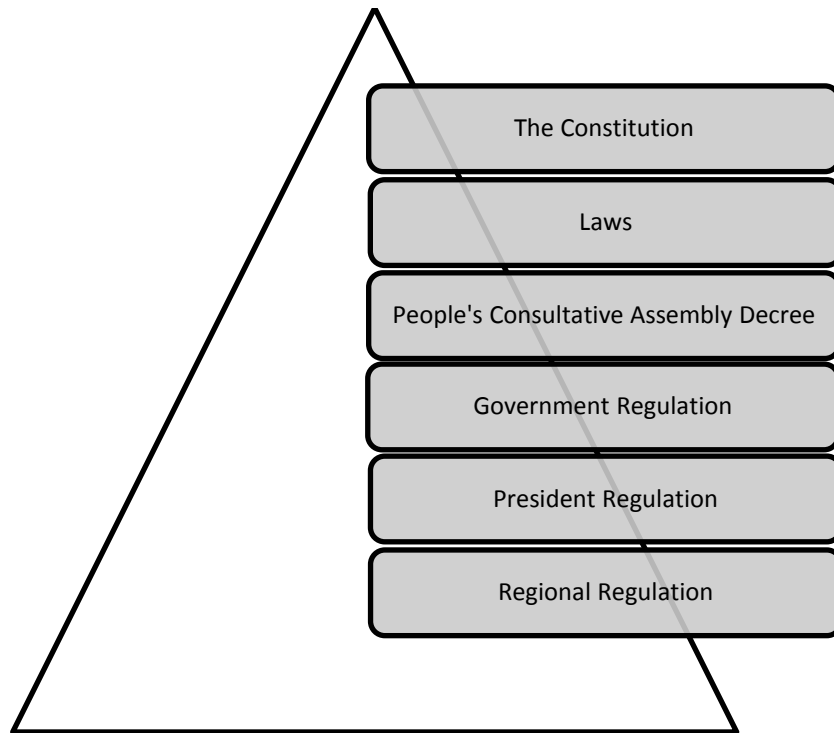 The Constitution
Laws
People's Consultative Assembly Decree
Government Regulation
President Regulation
Regional Regulation